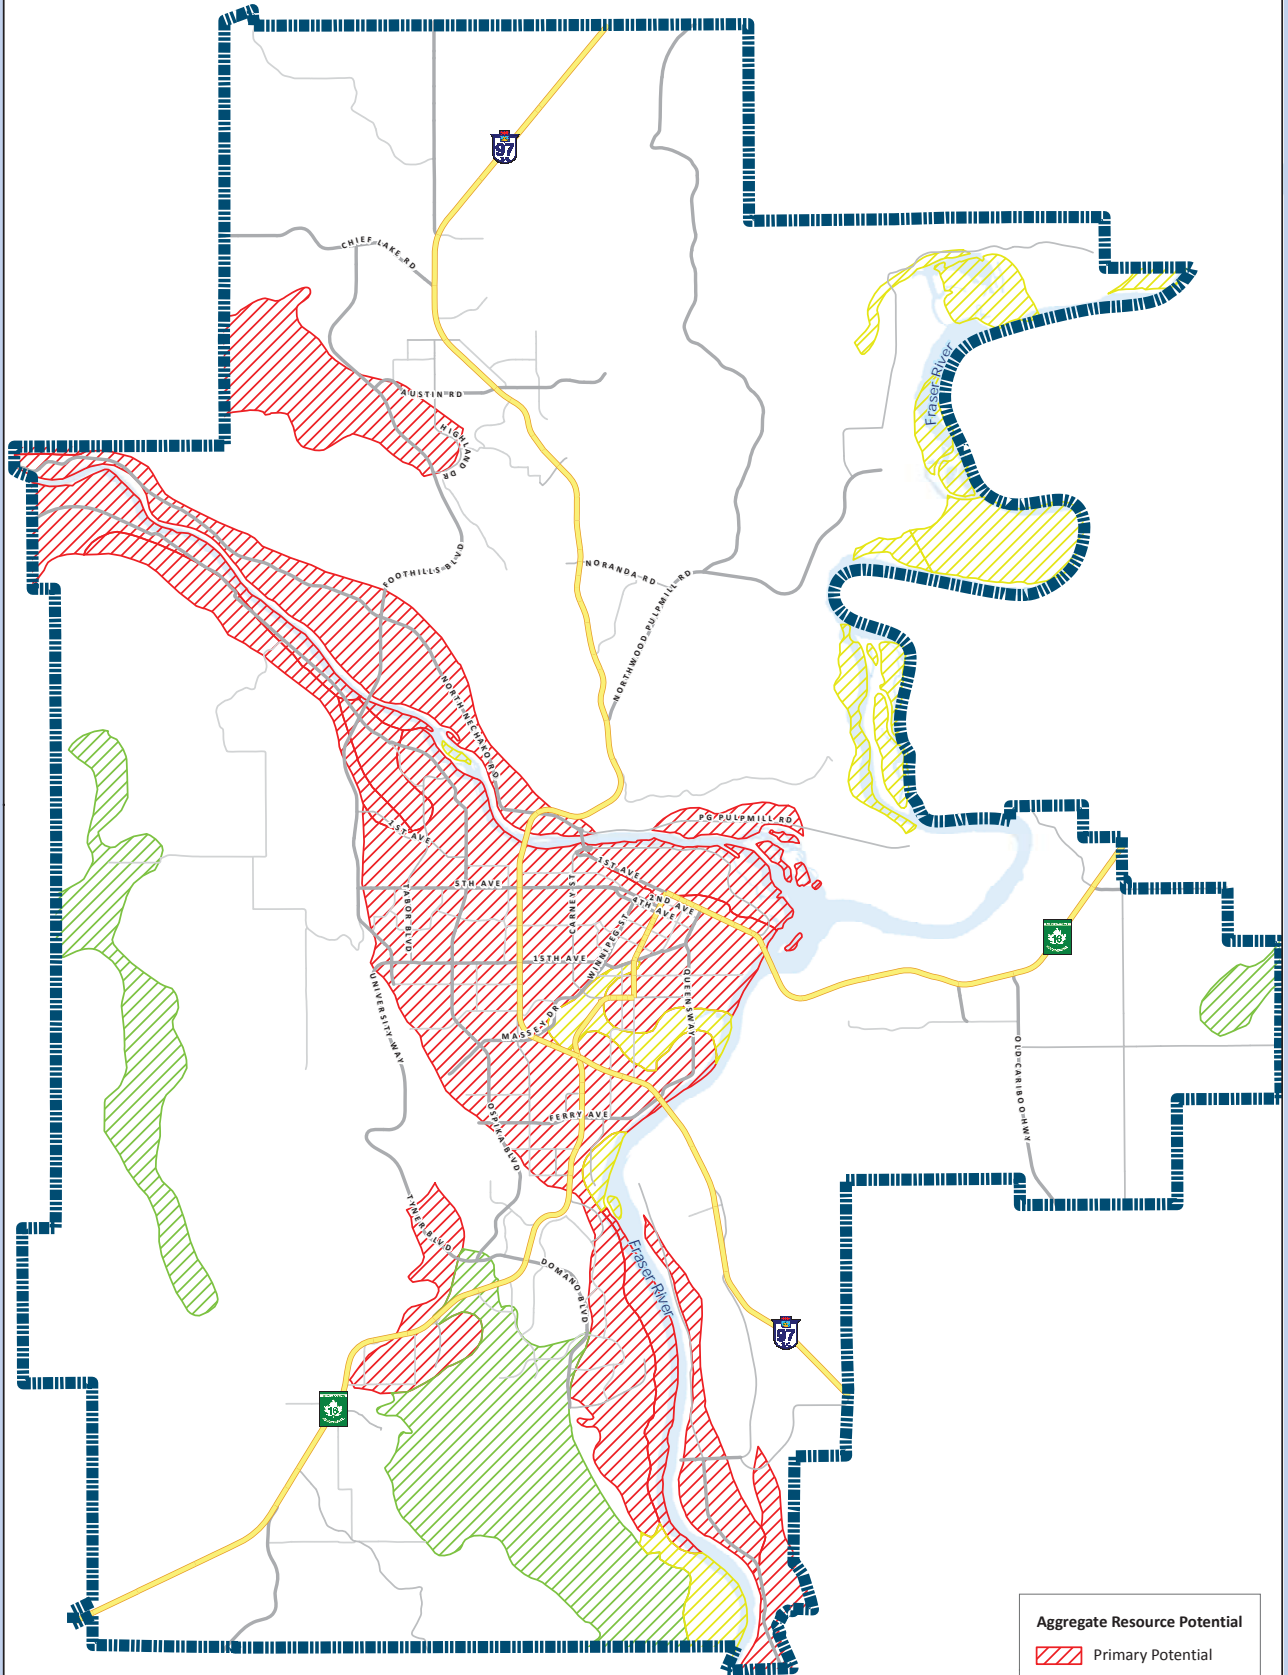 97
CHIEF LAKE RD
Fraser River
AUSTIN RD
HIGHLAND DR
FOOTHILLS BLVD
NORANDA RD
NORTHWOOD PULPMILL RD
NORTH NECHAKO RD
PG PULPMILL RD
1ST AVE
1ST AVE
5TH AVE
TABOR BLVD
CARNEY ST
2ND AVE
4TH AVE
WINNIPEG ST
15TH AVE
16
UNIVERSITY WAY
QUEENSWAY
MASSEY DR
OLD CARIBOO HWY
OSPIKA BLVD
FERRY AVE
TYNER BLVD
DOMANO BLVD
Fraser River
97
16
Aggregate Resource Potential
Primary Potential